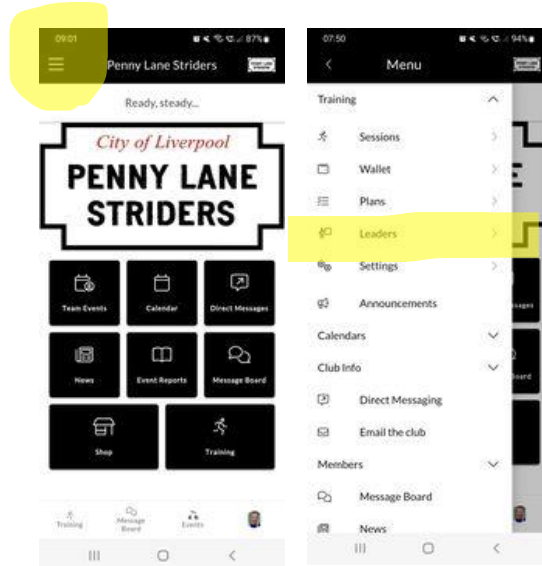 09:01
87%
Penny Lane Striders
Ready, steady...
City of Liverpool
PENNY LANE
STRIDERS
Team Events
Calendar
Direct Messages
News
Event Reports
Message Board
Shop
Training
Training
Message
Board
Events
07:50
94%
Menu
Training
Sessions
Wallet
Plans
Leaders
Settings
Announcements
Calendars
Club Info
Direct Messaging
Email the club
Members
Message Board
News